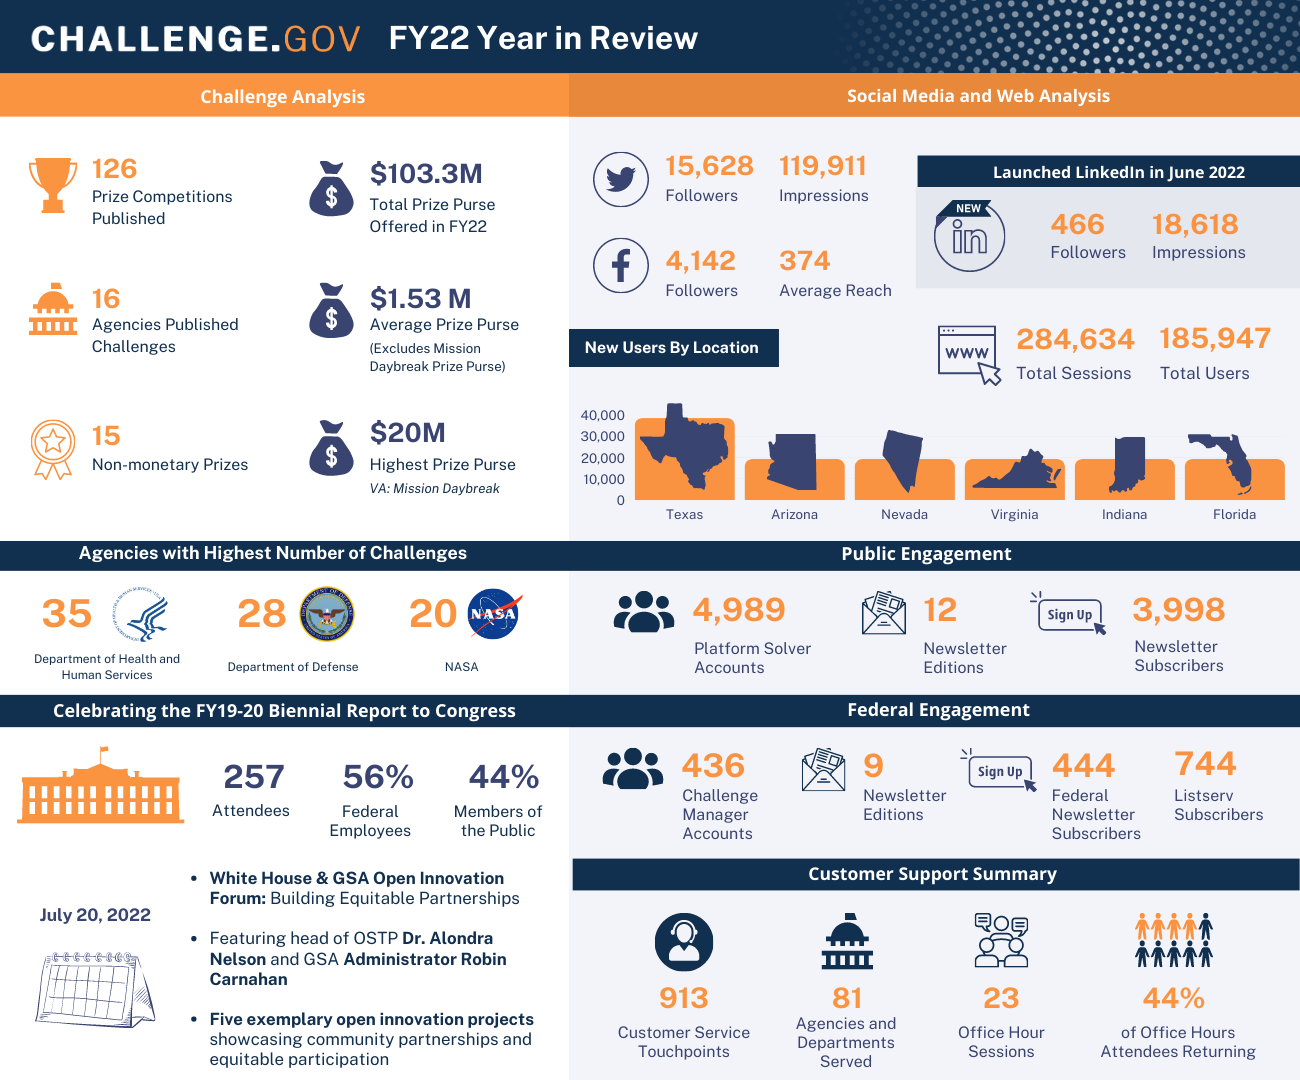 CHALLENGE.GOV FY22 Year in Review
Challenge Analysis
126
Prize Competitions
Published
$
$103.3M
Total Prize Purse
Offered in FY22
16
Agencies Published
Challenges
$
$1.53 M
Average Prize Purse
(Excludes Mission
Daybreak Prize Purse)
15
Non-monetary Prizes
$
$20M
Highest Prize Purse
VA: Mission Daybreak
Social Media and Web Analysis
15,628
Followers
119,911
Impressions
4,142
Followers
374
Average Reach
Launched LinkedIn in June 2022
NEW
in
466
Followers
18,618
Impressions
WWW
284,634
Total Sessions
185,947
Total Users
New Users By Location
40,000
30,000
20,000
10,000
0
Texas
Arizona
Nevada
Virginia
Indiana
Florida
Agencies with Highest Number of Challenges
35
Department of Health and
Human Services
28
Department of Defense
20
NASA
NASA
Public Engagement
4,989
Platform Solver
Accounts
12
Newsletter
Editions
Sign Up
3,998
Newsletter
Subscribers
Celebrating the FY19-20 Biennial Report to Congress
257
Attendees
56%
Federal
Employees
44%
Members of
the Public
July 20, 2022
• White House & GSA Open Innovation
Forum: Building Equitable Partnerships
• Featuring head of OSTP Dr. Alondra
Nelson and GSA Administrator Robin
Carnahan
• Five exemplary open innovation projects
showcasing community partnerships and
equitable participation
Federal Engagement
436
Challenge
Manager
Accounts
9
Newsletter
Editions
Sign Up
444
Federal
Newsletter
Subscribers
744
Listserv
Subscribers
Customer Support Summary
913
Customer Service
Touchpoints
81
Agencies and
Departments
Served
23
Office Hour
Sessions
44%
of Office Hours
Attendees Returning